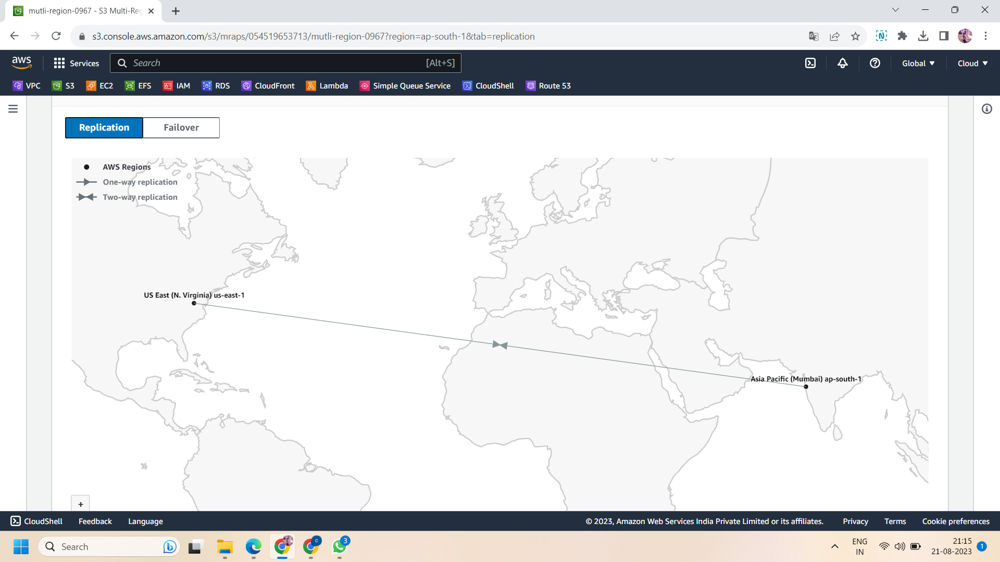 mutli-region-0967 - S3 Multi-Reg
s3.console.aws.amazon.com/s3/mraps/054519653713/mutli-region-0967?region=ap-south-1&tab=replication
aws
Services
Search
[Alt+S]
Global
Cloud
VPC
S3
EC2
EFS
IAM
RDS
CloudFront
Lambda
Simple Queue Service
CloudShell
Route 53
Replication
Failover
AWS Regions
One-way replication
Two-way replication
US East (N. Virginia) us-east-1
Asia Pacific (Mumbai) ap-south-1
+
CloudShell
Feedback
Language
© 2023, Amazon Web Services India Private Limited or its affiliates.
Privacy
Terms
Cookie preferences
Search
C
3
ENG
IN
21:15
21-08-2023
1